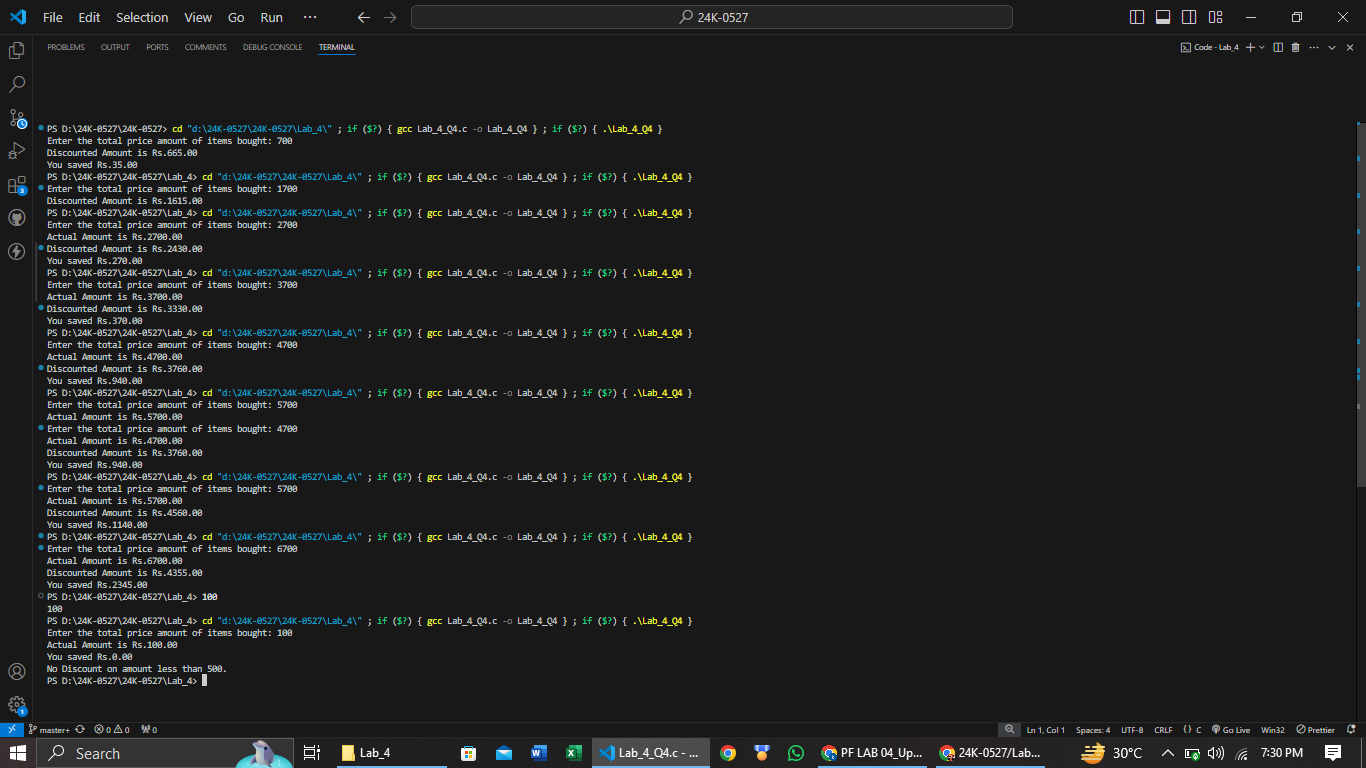 File Edit Selection View Go Run ··· 24K-0527
PROBLEMS OUTPUT PORTS COMMENTS DEBUG CONSOLE TERMINAL Code - Lab_4
PS D:\24K-0527\24K-0527> cd "d:\24K-0527\24K-0527\Lab_4\" ; if ($?) { gcc Lab_4_Q4.c -o Lab_4_Q4 } ; if ($?) { .\Lab_4_Q4 }
Enter the total price amount of items bought: 700
Discounted Amount is Rs.665.00
You saved Rs.35.00
PS D:\24K-0527\24K-0527\Lab_4> cd "d:\24K-0527\24K-0527\Lab_4\" ; if ($?) { gcc Lab_4_Q4.c -o Lab_4_Q4 } ; if ($?) { .\Lab_4_Q4 }
Enter the total price amount of items bought: 1700
Discounted Amount is Rs.1615.00
PS D:\24K-0527\24K-0527\Lab_4> cd "d:\24K-0527\24K-0527\Lab_4\" ; if ($?) { gcc Lab_4_Q4.c -o Lab_4_Q4 } ; if ($?) { .\Lab_4_Q4 }
Enter the total price amount of items bought: 2700
Actual Amount is Rs.2700.00
Discounted Amount is Rs.2430.00
You saved Rs.270.00
PS D:\24K-0527\24K-0527\Lab_4> cd "d:\24K-0527\24K-0527\Lab_4\" ; if ($?) { gcc Lab_4_Q4.c -o Lab_4_Q4 } ; if ($?) { .\Lab_4_Q4 }
Enter the total price amount of items bought: 3700
Actual Amount is Rs.3700.00
Discounted Amount is Rs.3330.00
You saved Rs.370.00
PS D:\24K-0527\24K-0527\Lab_4> cd "d:\24K-0527\24K-0527\Lab_4\" ; if ($?) { gcc Lab_4_Q4.c -o Lab_4_Q4 } ; if ($?) { .\Lab_4_Q4 }
Enter the total price amount of items bought: 4700
Actual Amount is Rs.4700.00
Discounted Amount is Rs.3760.00
You saved Rs.940.00
PS D:\24K-0527\24K-0527\Lab_4> cd "d:\24K-0527\24K-0527\Lab_4\" ; if ($?) { gcc Lab_4_Q4.c -o Lab_4_Q4 } ; if ($?) { .\Lab_4_Q4 }
Enter the total price amount of items bought: 5700
Actual Amount is Rs.5700.00
Enter the total price amount of items bought: 4700
Actual Amount is Rs.4700.00
Discounted Amount is Rs.3760.00
You saved Rs.940.00
PS D:\24K-0527\24K-0527\Lab_4> cd "d:\24K-0527\24K-0527\Lab_4\" ; if ($?) { gcc Lab_4_Q4.c -o Lab_4_Q4 } ; if ($?) { .\Lab_4_Q4 }
Enter the total price amount of items bought: 5700
Actual Amount is Rs.5700.00
Discounted Amount is Rs.4560.00
You saved Rs.1140.00
PS D:\24K-0527\24K-0527\Lab_4> cd "d:\24K-0527\24K-0527\Lab_4\" ; if ($?) { gcc Lab_4_Q4.c -o Lab_4_Q4 } ; if ($?) { .\Lab_4_Q4 }
Enter the total price amount of items bought: 6700
Actual Amount is Rs.6700.00
Discounted Amount is Rs.4355.00
You saved Rs.2345.00
PS D:\24K-0527\24K-0527\Lab_4> 100
100
PS D:\24K-0527\24K-0527\Lab_4> cd "d:\24K-0527\24K-0527\Lab_4\" ; if ($?) { gcc Lab_4_Q4.c -o Lab_4_Q4 } ; if ($?) { .\Lab_4_Q4 }
Enter the total price amount of items bought: 100
Actual Amount is Rs.100.00
You saved Rs.0.00
No Discount on amount less than 500.
PS D:\24K-0527\24K-0527\Lab_4>
master+ 0 0 0 Ln 1, Col 1 Spaces: 4 UTF-8 CRLF {} C Go Live Win32 Prettier
Search Lab_4 Lab_4_Q4.c - ... PF LAB 04_Up... 24K-0527/Lab... 30°C 7:30 PM